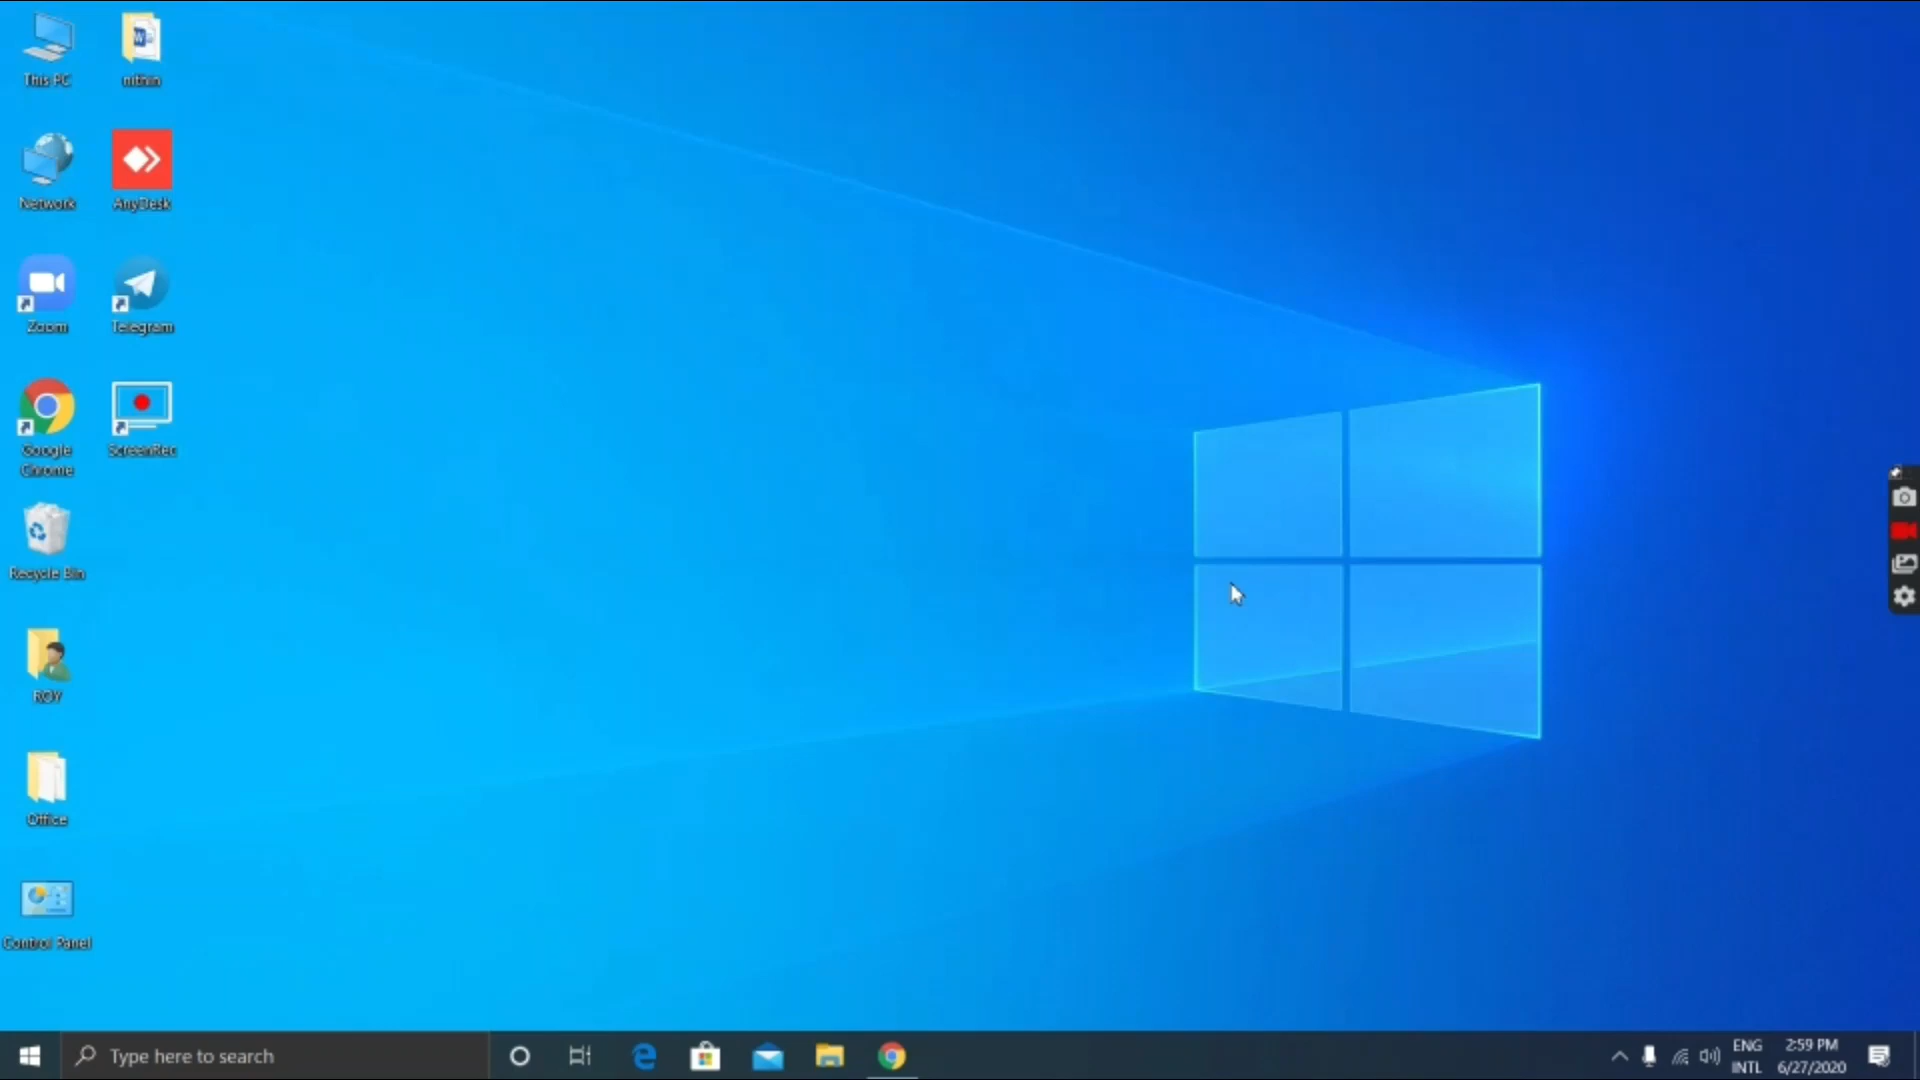 This PC
nithin
Network
AnyDesk
Zoom
Telegram
Google
Chrome
ScreenRec
Recycle Bin
ROY
Office
Control Panel
Type here to search
ENG
INTL
2:59 PM
6/27/2020